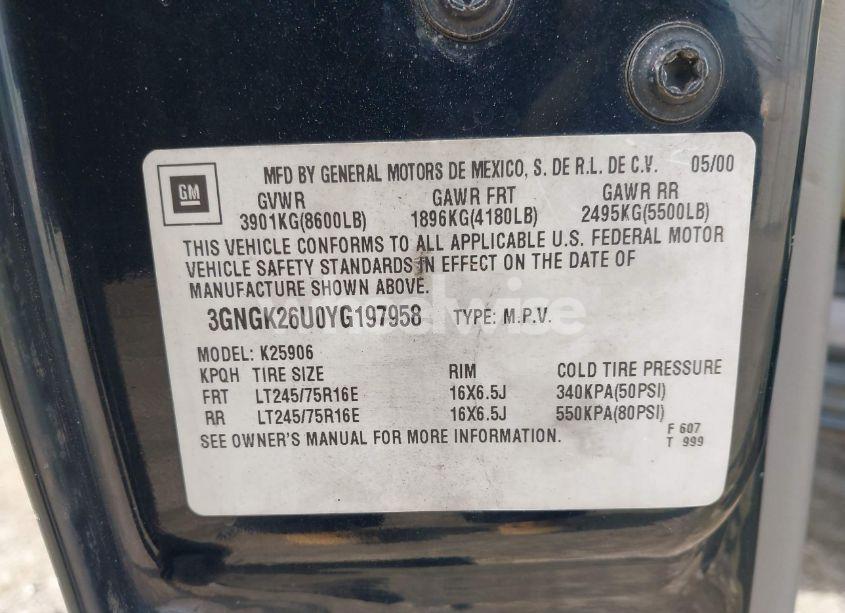 MFD BY GENERAL MOTORS DE MEXICO, S. DE R.L. DE C.V. 05/00
GM
GVWR GAWR FRT GAWR RR
3901KG(8600LB) 1896KG(4180LB) 2495KG(5500LB)
THIS VEHICLE CONFORMS TO ALL APPLICABLE U.S. FEDERAL MOTOR
VEHICLE SAFETY STANDARDS IN EFFECT ON THE DATE OF
MANUFACTURE SHOWN ABOVE.
3GNGK26U0YG197958 TYPE: M.P.V.
MODEL: K25906
KPQH TIRE SIZE RIM COLD TIRE PRESSURE
FRT LT245/75R16E 16X6.5J 340KPA(50PSI)
RR LT245/75R16E 16X6.5J 550KPA(80PSI)
SEE OWNER'S MANUAL FOR MORE INFORMATION.
F 607
T 999